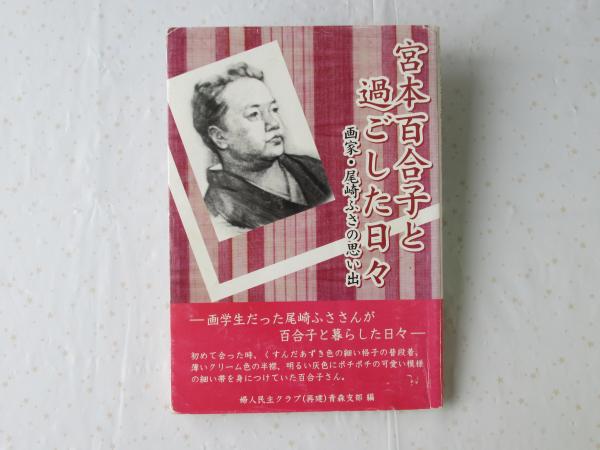 宮本百合子と
過ごした日々
画家・尾崎ふさの思い出
―画学生だった尾崎ふささんが
百合子と暮らした日々―
初めて会った時、くすんだあずき色の細い格子の普段着、
薄いクリーム色の半襟、明るい灰色にポチポチの可愛い模様
の細い帯を身につけていた百合子さん。
婦人民主クラブ(再建)青森支部 編